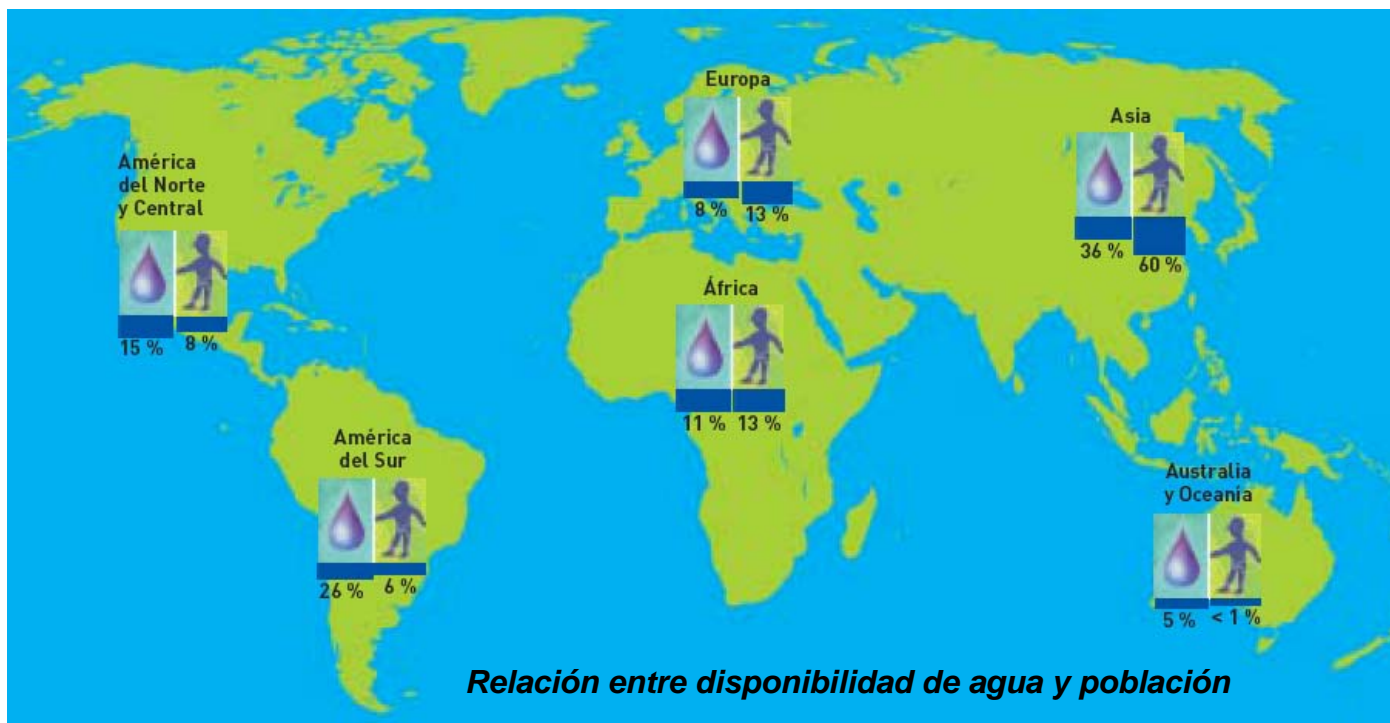 Europa
8 % 13 %
Asia
36 %
60 %
América
del Norte
y Central
15 % 8 %
África
11 % 13 %
América
del Sur
26 % 6 %
Australia
y Oceanía
5 % < 1 %
Relación entre disponibilidad de agua y población